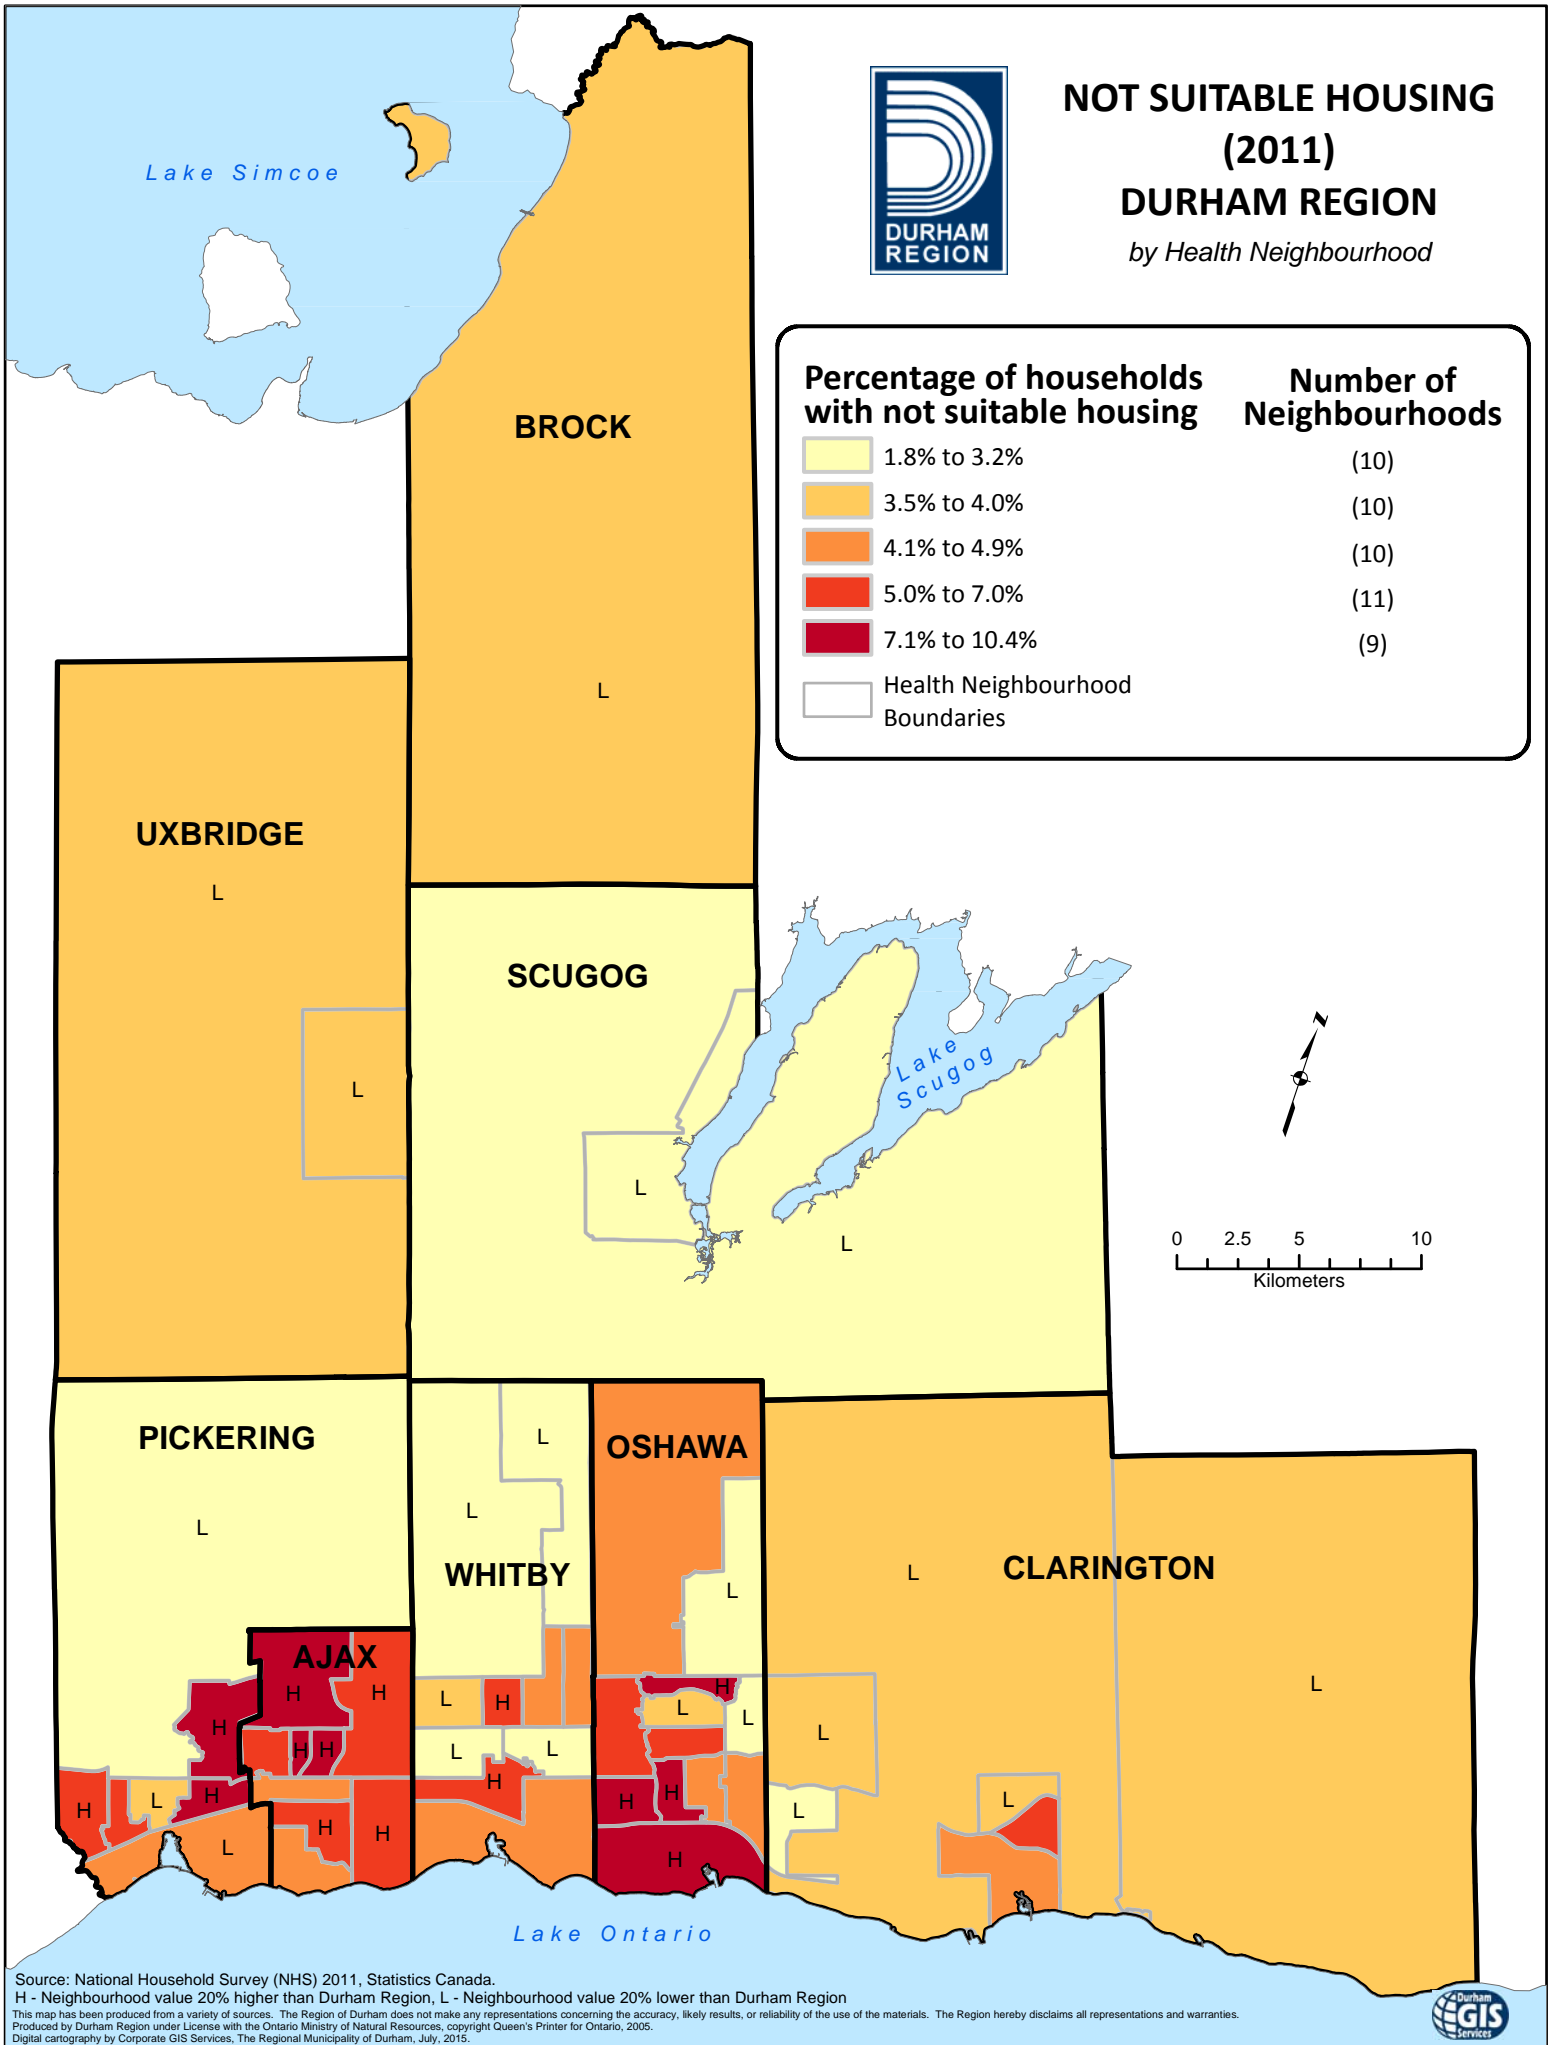 NOT SUITABLE HOUSING
(2011)
DURHAM REGION
by Health Neighbourhood
DURHAM
REGION
Lake Simcoe
Percentage of households
with not suitable housing
Number of
Neighbourhoods
1.8% to 3.2% (10)
3.5% to 4.0% (10)
4.1% to 4.9% (10)
5.0% to 7.0% (11)
7.1% to 10.4% (9)
Health Neighbourhood
Boundaries
BROCK
L
UXBRIDGE
L
L
SCUGOG
Lake
Scugog
L
L
N
0 2.5 5 10
Kilometers
PICKERING
L
L
OSHAWA
L
WHITBY
L
L
CLARINGTON
L
AJAX
H
H
H
L
H
H
L
L
L
H
H
H
L
L
L
H
H
L
H
H
H
L
L
H
H
L
H
Lake Ontario
Source: National Household Survey (NHS) 2011, Statistics Canada.
H - Neighbourhood value 20% higher than Durham Region, L - Neighbourhood value 20% lower than Durham Region
This map has been produced from a variety of sources. The Region of Durham does not make any representations concerning the accuracy, likely results, or reliability of the use of the materials. The Region hereby disclaims all representations and warranties.
Produced by Durham Region under License with the Ontario Ministry of Natural Resources, copyright Queen's Printer for Ontario, 2005.
Digital cartography by Corporate GIS Services, The Regional Municipality of Durham, July, 2015.
Durham
GIS
Services